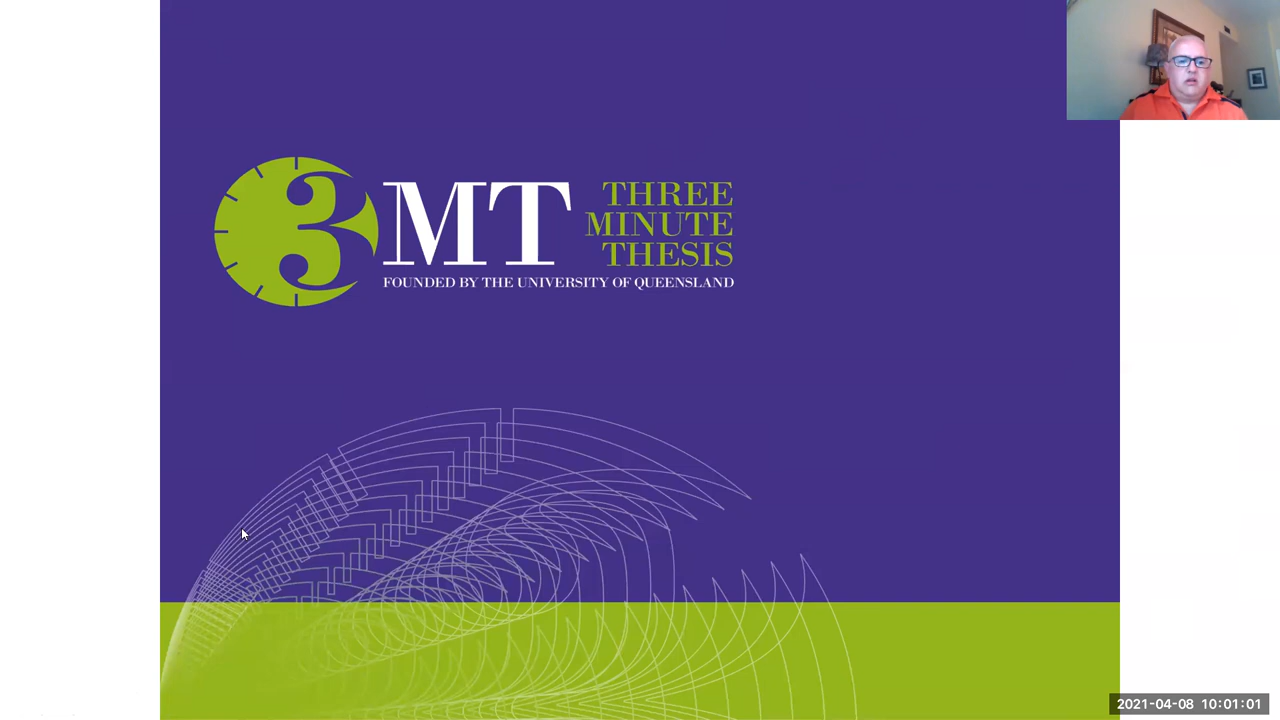 3MT
THREE
MINUTE
THESIS
FOUNDED BY THE UNIVERSITY OF QUEENSLAND
2021-04-08 10:01:01